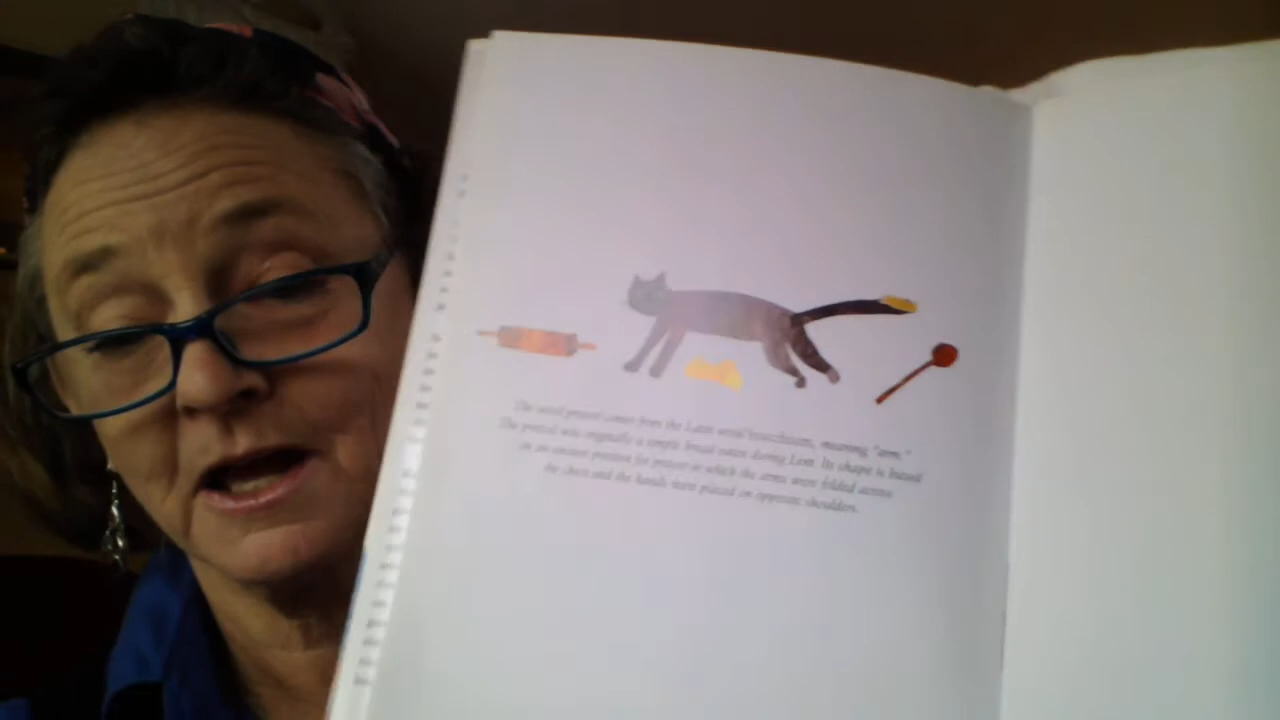 The word pretzel comes from the Latin word bracchium, meaning "arm."
The pretzel was originally a simple bread eaten during Lent. Its shape is based
on an ancient position for prayer in which the arms were folded across
the chest and the hands were placed on opposite shoulders.